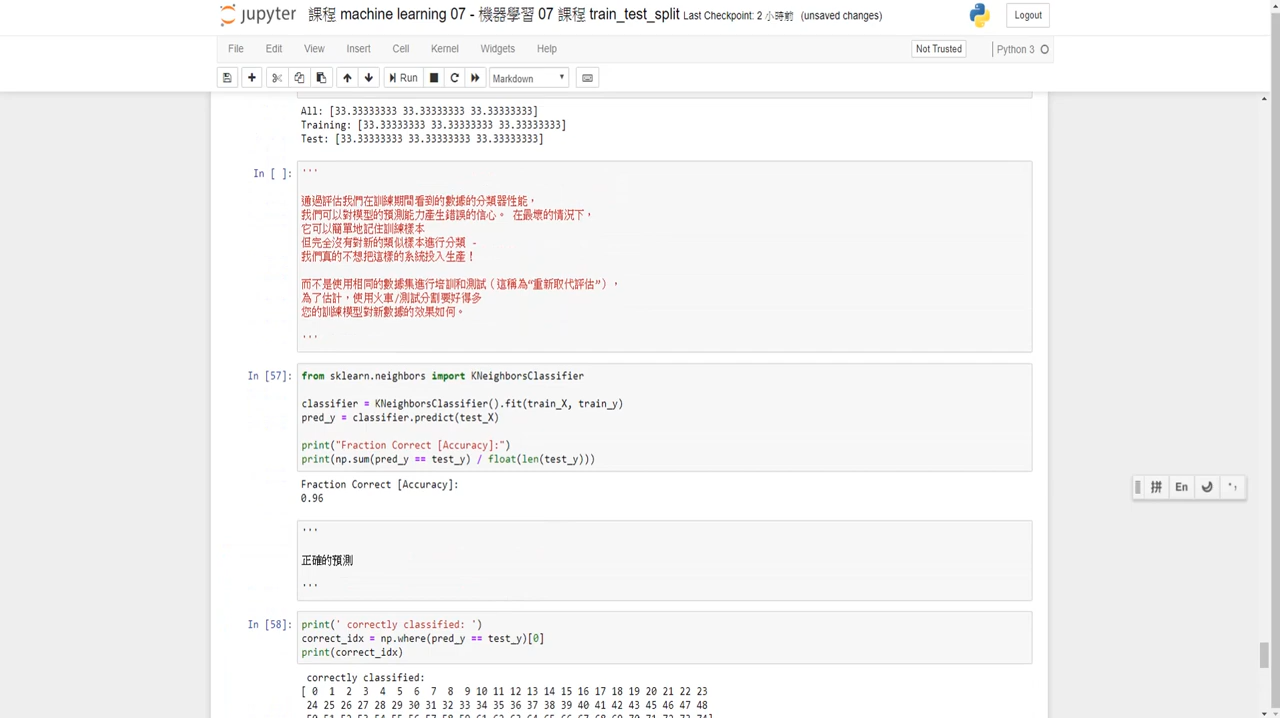 jupyter 課程 machine learning 07 - 機器學習 07 課程 train_test_split Last Checkpoint: 2 小時前 (unsaved changes) Logout
File Edit View Insert Cell Kernel Widgets Help Not Trusted Python 3
Run Markdown
All: [33.33333333 33.33333333 33.33333333]
Training: [33.33333333 33.33333333 33.33333333]
Test: [33.33333333 33.33333333 33.33333333]
In [ ]: '''
通過評估我們在訓練期間看到的數據的分類器性能，
我們可以對模型的預測能力產生錯誤的信心。 在最壞的情況下，
它可以簡單地記住訓練樣本
但完全沒有對新的類似樣本進行分類 -
我們真的不想把這樣的系統投入生產！
而不是使用相同的數據集進行培訓和測試（這稱為“重新取代評估”），
為了估計，使用火車/測試分割要好得多
您的訓練模型對新數據的效果如何。
'''
In [57]: from sklearn.neighbors import KNeighborsClassifier
classifier = KNeighborsClassifier().fit(train_X, train_y)
pred_y = classifier.predict(test_X)
print("Fraction Correct [Accuracy]:")
print(np.sum(pred_y == test_y) / float(len(test_y)))
Fraction Correct [Accuracy]:
0.96
拼 En
'''
正確的預測
'''
In [58]: print(' correctly classified: ')
correct_idx = np.where(pred_y == test_y)[0]
print(correct_idx)
correctly classified:
[ 0 1 2 3 4 5 6 7 8 9 10 11 12 13 14 15 16 17 18 19 20 21 22 23
24 25 26 27 28 29 30 31 32 33 34 35 36 38 39 40 41 42 43 45 46 47 48